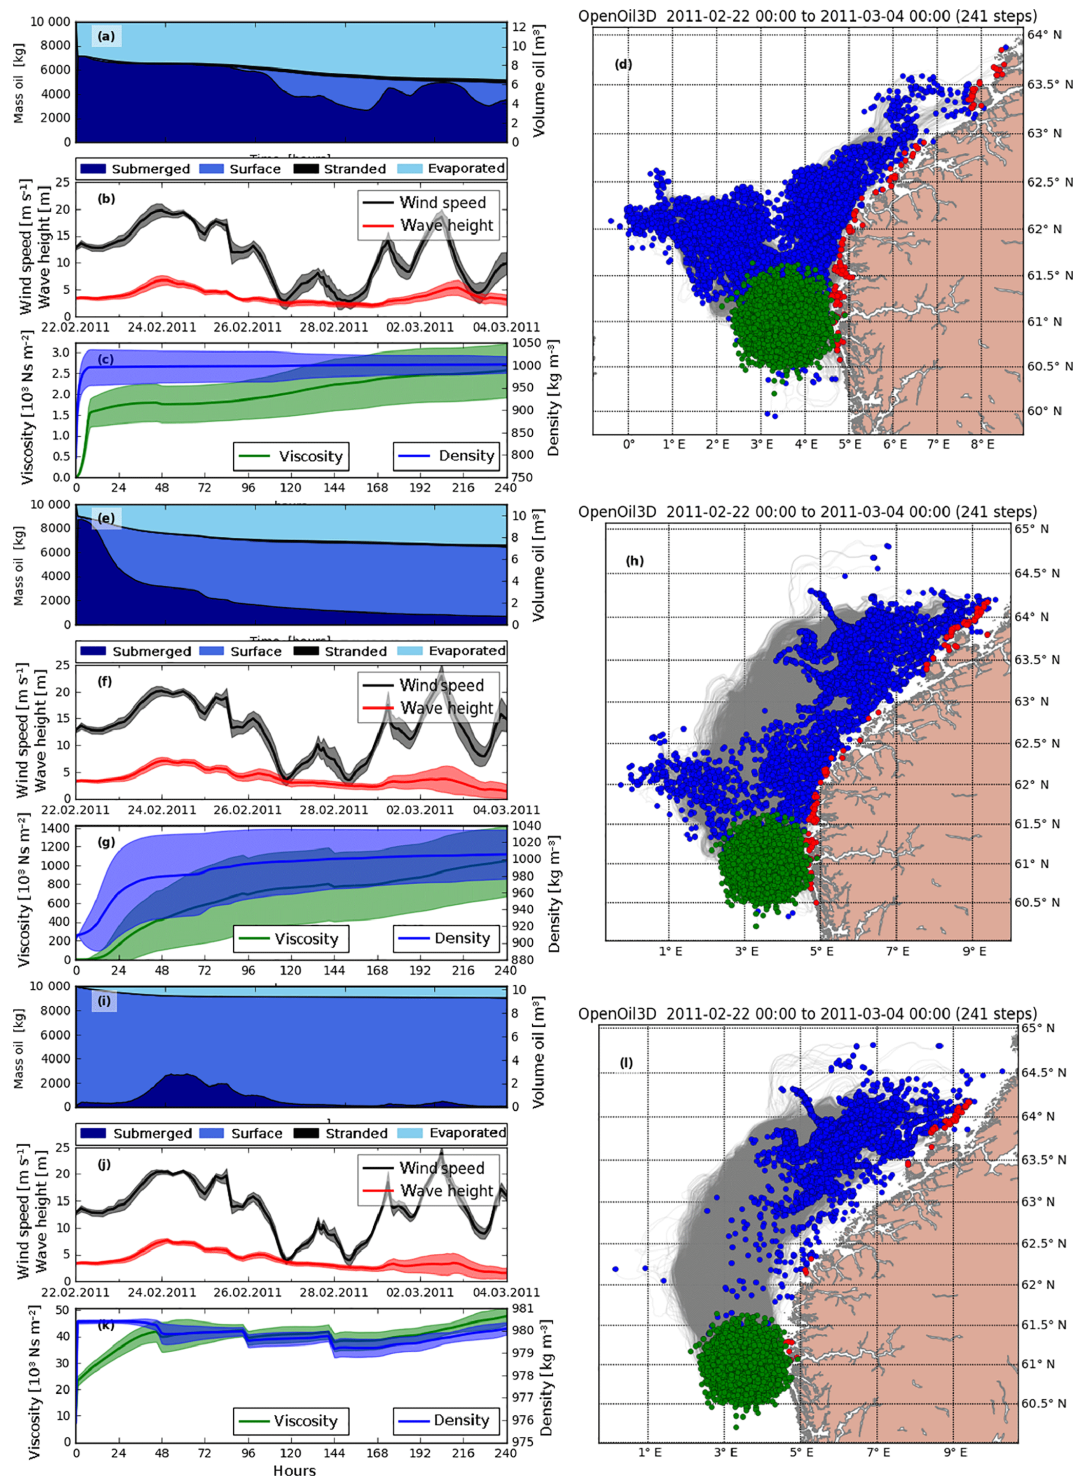 10 000
8000
6000
4000
2000
0
Mass oil [kg]
(a)
12
10
8
6
4
2
0
Volume oil [m³]
Submerged Surface Stranded Evaporated
25
20
15
10
5
0
Wind speed [m s⁻¹]
Wave height [m]
(b)
Wind speed
Wave height
22.02.2011 24.02.2011 26.02.2011 28.02.2011 02.03.2011 04.03.2011
3.0
2.5
2.0
1.5
1.0
0.5
0.0
Viscosity [10³ Ns m⁻²]
(c)
Viscosity
Density
1050
1000
950
900
850
800
750
Density [kg m⁻³]
0 24 48 72 96 120 144 168 192 216 240
OpenOil3D 2011-02-22 00:00 to 2011-03-04 00:00 (241 steps)
(d)
64° N
63.5° N
63° N
62.5° N
62° N
61.5° N
61° N
60.5° N
60° N
0° 1° E 2° E 3° E 4° E 5° E 6° E 7° E 8° E
10 000
8000
6000
4000
2000
0
Mass oil [kg]
(e)
10
8
6
4
2
0
Volume oil [m³]
Submerged Surface Stranded Evaporated
25
20
15
10
5
0
Wind speed [m s⁻¹]
Wave height [m]
(f)
Wind speed
Wave height
22.02.2011 24.02.2011 26.02.2011 28.02.2011 02.03.2011 04.03.2011
1400
1200
1000
800
600
400
200
0
Viscosity [10³ Ns m⁻²]
(g)
Viscosity
Density
1040
1020
1000
980
960
940
920
900
880
Density [kg m⁻³]
0 24 48 72 96 120 144 168 192 216 240
OpenOil3D 2011-02-22 00:00 to 2011-03-04 00:00 (241 steps)
(h)
65° N
64.5° N
64° N
63.5° N
63° N
62.5° N
62° N
61.5° N
61° N
60.5° N
1° E 3° E 5° E 7° E 9° E
10 000
8000
6000
4000
2000
0
Mass oil [kg]
(i)
10
8
6
4
2
0
Volume oil [m³]
Submerged Surface Stranded Evaporated
25
20
15
10
5
0
Wind speed [m s⁻¹]
Wave height [m]
(j)
Wind speed
Wave height
22.02.2011 24.02.2011 26.02.2011 28.02.2011 02.03.2011 04.03.2011
50
40
30
20
10
0
Viscosity [10³ Ns m⁻²]
(k)
Viscosity
Density
981
980
979
978
977
976
975
Density [kg m⁻³]
0 24 48 72 96 120 144 168 192 216 240
Hours
OpenOil3D 2011-02-22 00:00 to 2011-03-04 00:00 (241 steps)
(l)
65° N
64.5° N
64° N
63.5° N
63° N
62.5° N
62° N
61.5° N
61° N
60.5° N
1° E 3° E 5° E 7° E 9° E